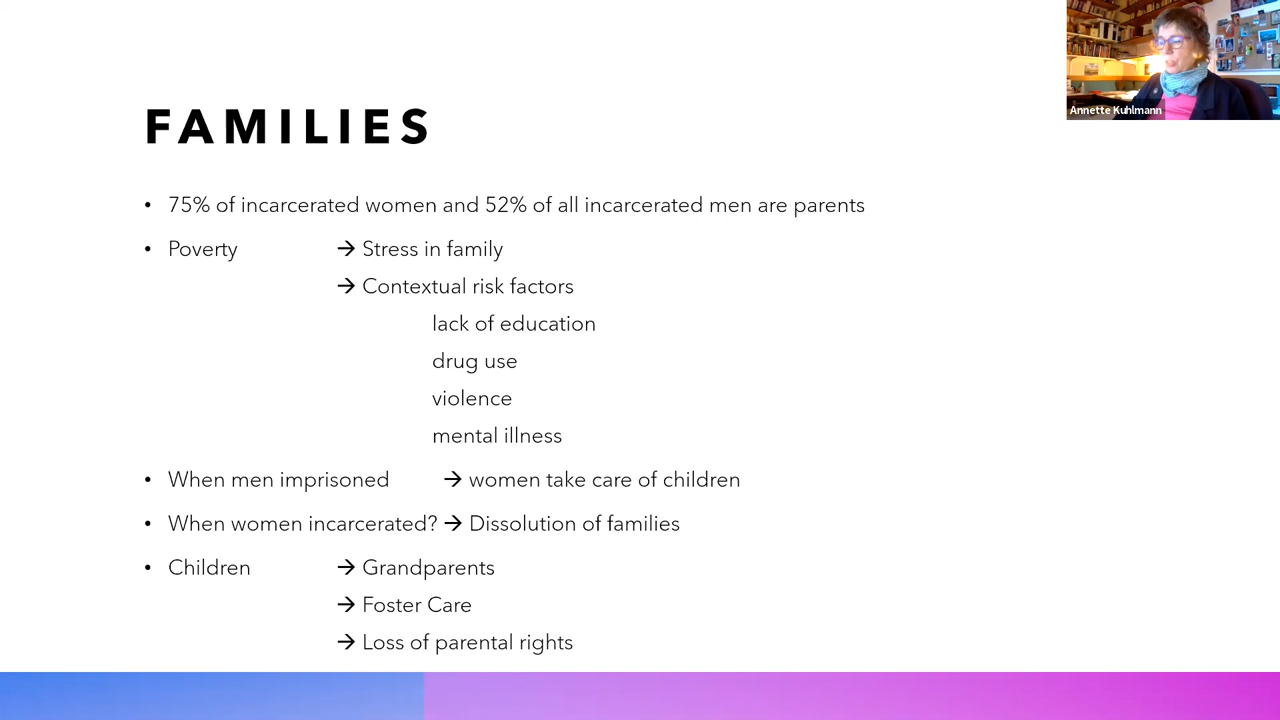 Annette Kuhlmann
FAMILIES
• 75% of incarcerated women and 52% of all incarcerated men are parents
• Poverty → Stress in family
→ Contextual risk factors
lack of education
drug use
violence
mental illness
• When men imprisoned → women take care of children
• When women incarcerated? → Dissolution of families
• Children → Grandparents
→ Foster Care
→ Loss of parental rights